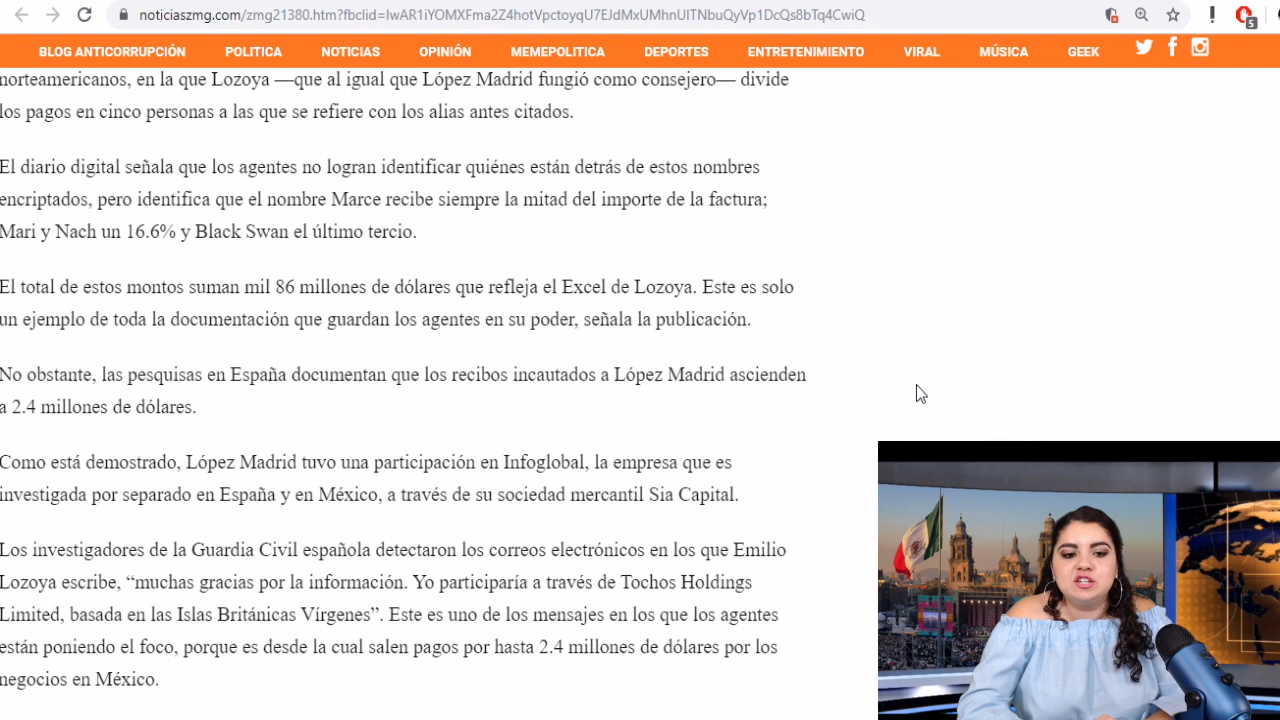 noticiaszmg.com/zmg21380.htm?fbclid=IwAR1iYOMXFma2Z4hotVpctoyqU7EJdMxUMhnUITNbuQyVp1DcQs8bTq4CwiQ
5
BLOG ANTICORRUPCIÓN POLITICA NOTICIAS OPINIÓN MEMEPOLITICA DEPORTES ENTRETENIMIENTO VIRAL MÚSICA GEEK
norteamericanos, en la que Lozoya —que al igual que López Madrid fungió como consejero— divide
los pagos en cinco personas a las que se refiere con los alias antes citados.
El diario digital señala que los agentes no logran identificar quiénes están detrás de estos nombres
encriptados, pero identifica que el nombre Marce recibe siempre la mitad del importe de la factura;
Mari y Nach un 16.6% y Black Swan el último tercio.
El total de estos montos suman mil 86 millones de dólares que refleja el Excel de Lozoya. Este es solo
un ejemplo de toda la documentación que guardan los agentes en su poder, señala la publicación.
No obstante, las pesquisas en España documentan que los recibos incautados a López Madrid ascienden
a 2.4 millones de dólares.
Como está demostrado, López Madrid tuvo una participación en Infoglobal, la empresa que es
investigada por separado en España y en México, a través de su sociedad mercantil Sia Capital.
Los investigadores de la Guardia Civil española detectaron los correos electrónicos en los que Emilio
Lozoya escribe, “muchas gracias por la información. Yo participaría a través de Tochos Holdings
Limited, basada en las Islas Británicas Vírgenes”. Este es uno de los mensajes en los que los agentes
están poniendo el foco, porque es desde la cual salen pagos por hasta 2.4 millones de dólares por los
negocios en México.